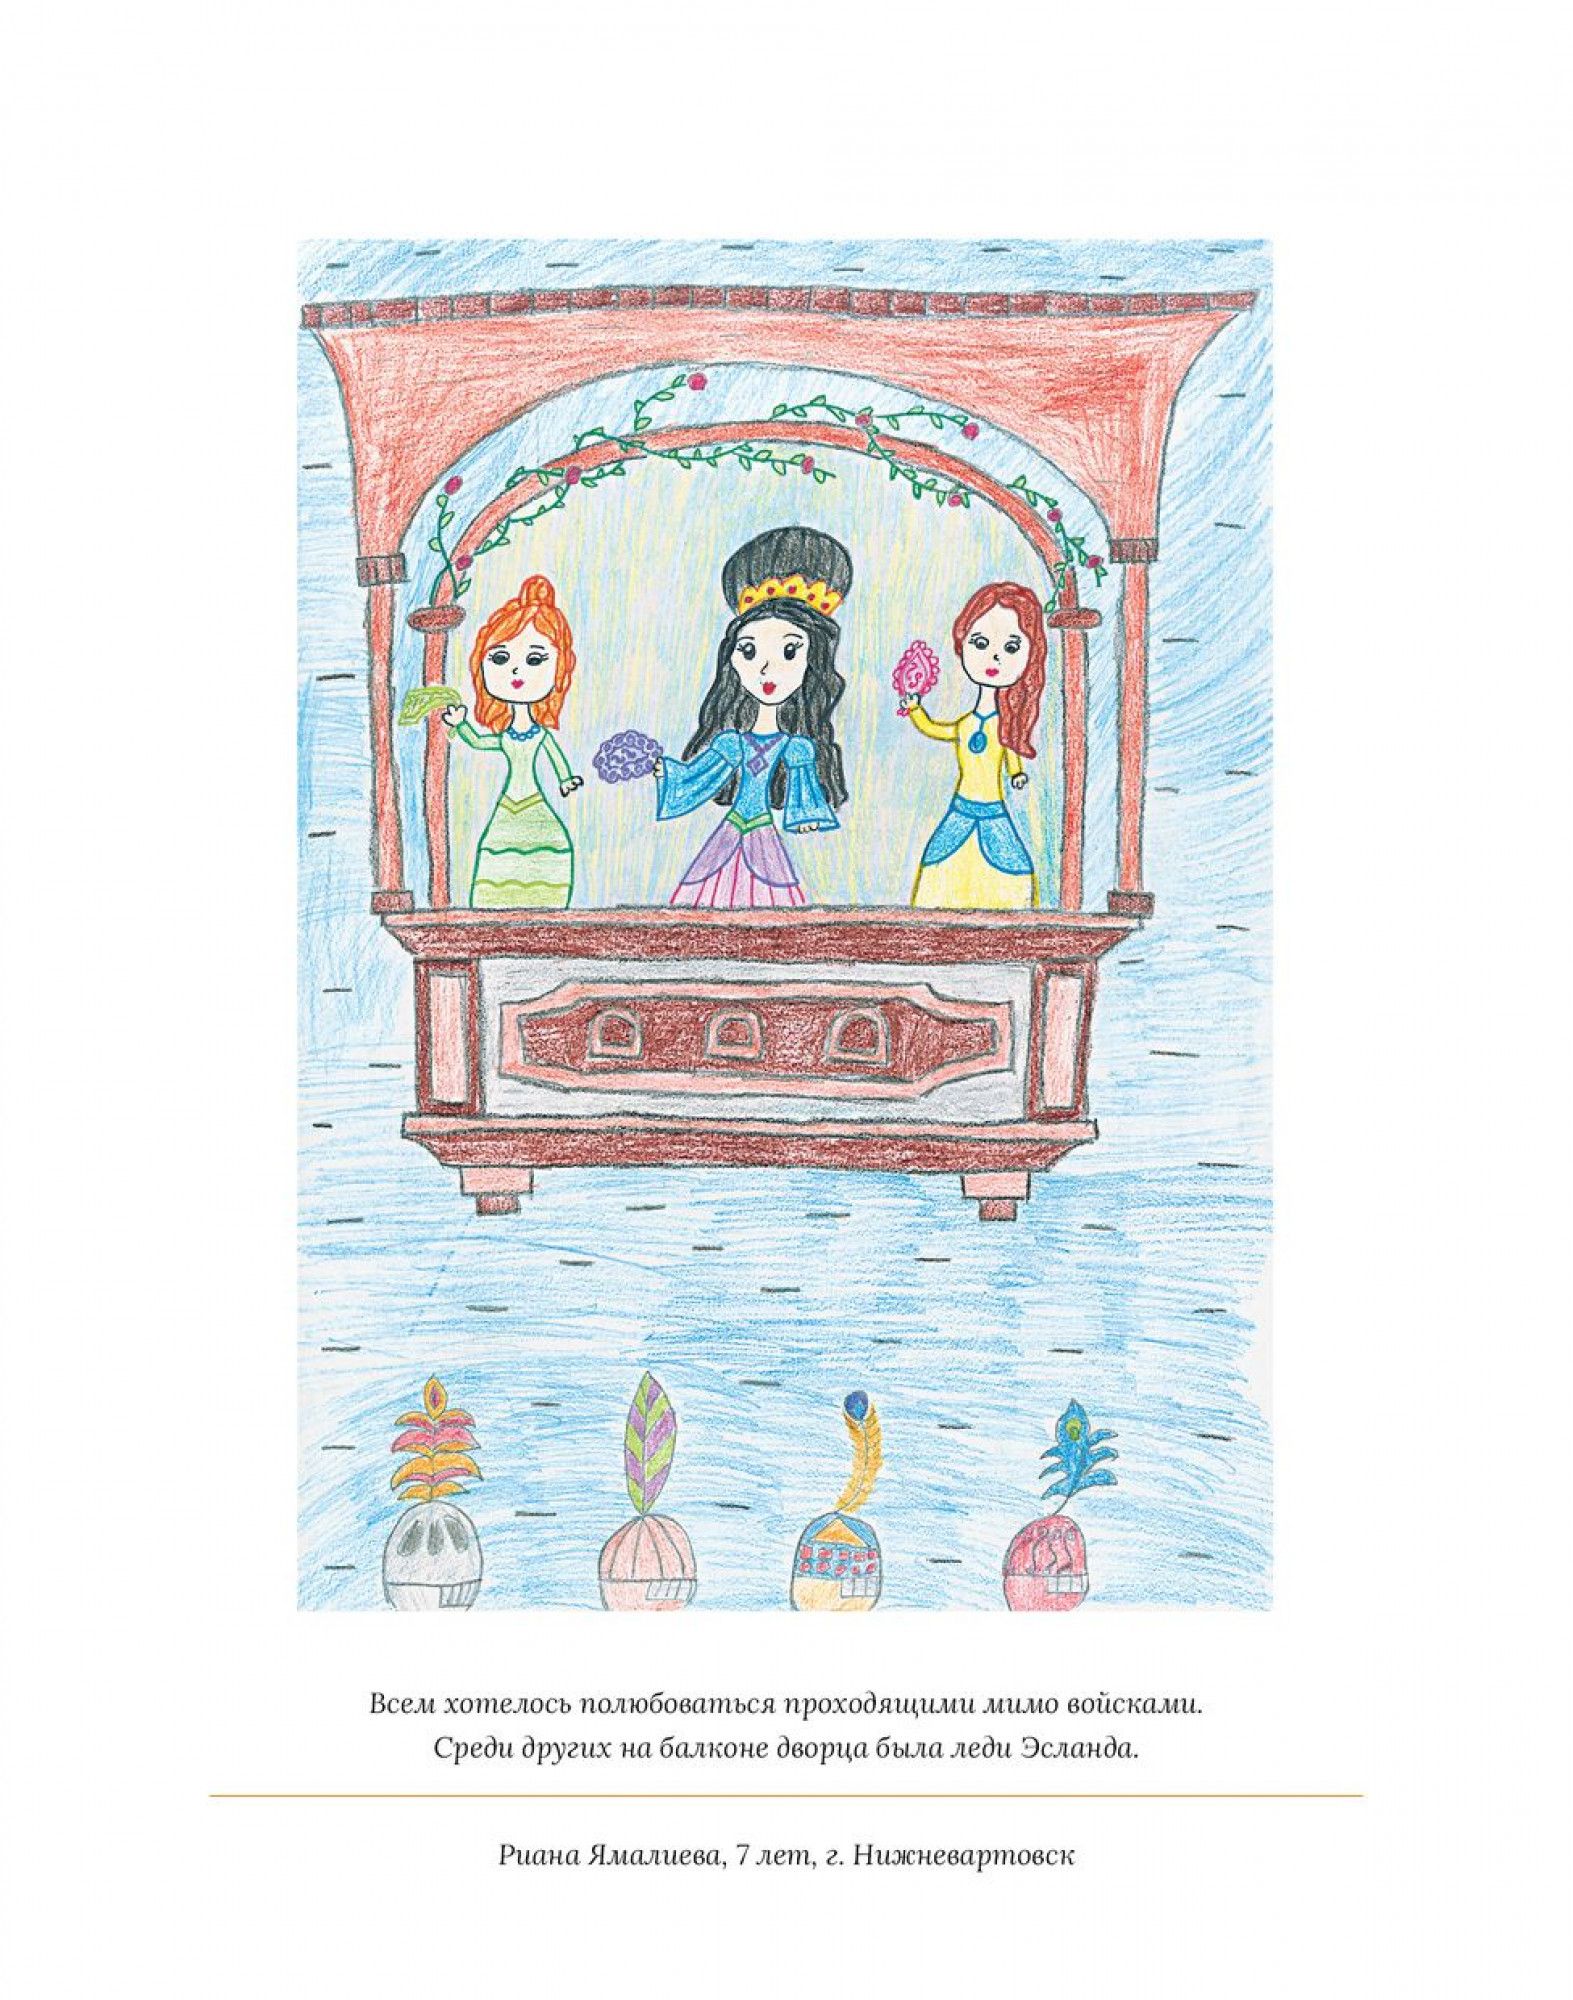 Всем хотелось полюбоваться проходящими мимо войсками.
Среди других на балконе дворца была леди Эсланда.
Риана Ямалиева, 7 лет, г. Нижневартовск